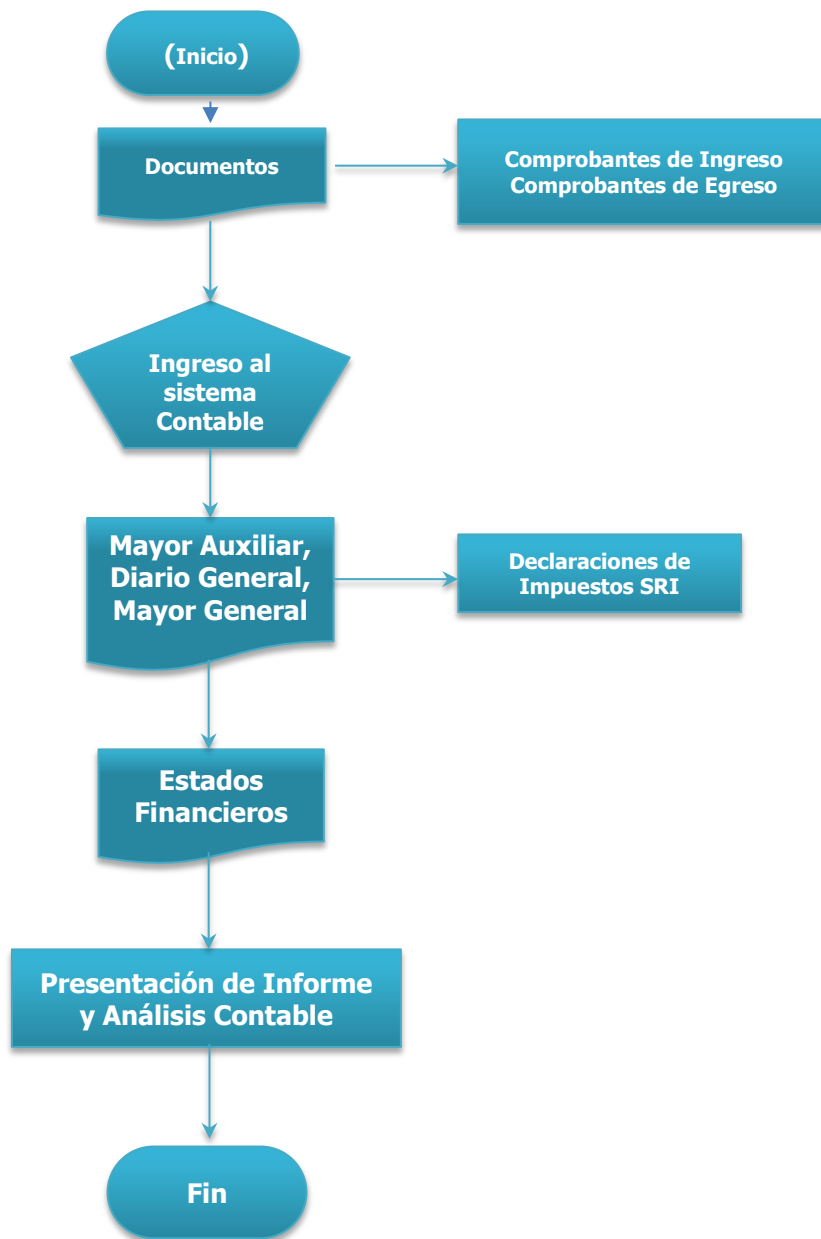 (Inicio)
Documentos
Comprobantes de Ingreso
Comprobantes de Egreso
Ingreso al
sistema
Contable
Mayor Auxiliar,
Diario General,
Mayor General
Declaraciones de
Impuestos SRI
Estados
Financieros
Presentación de Informe
y Análisis Contable
Fin